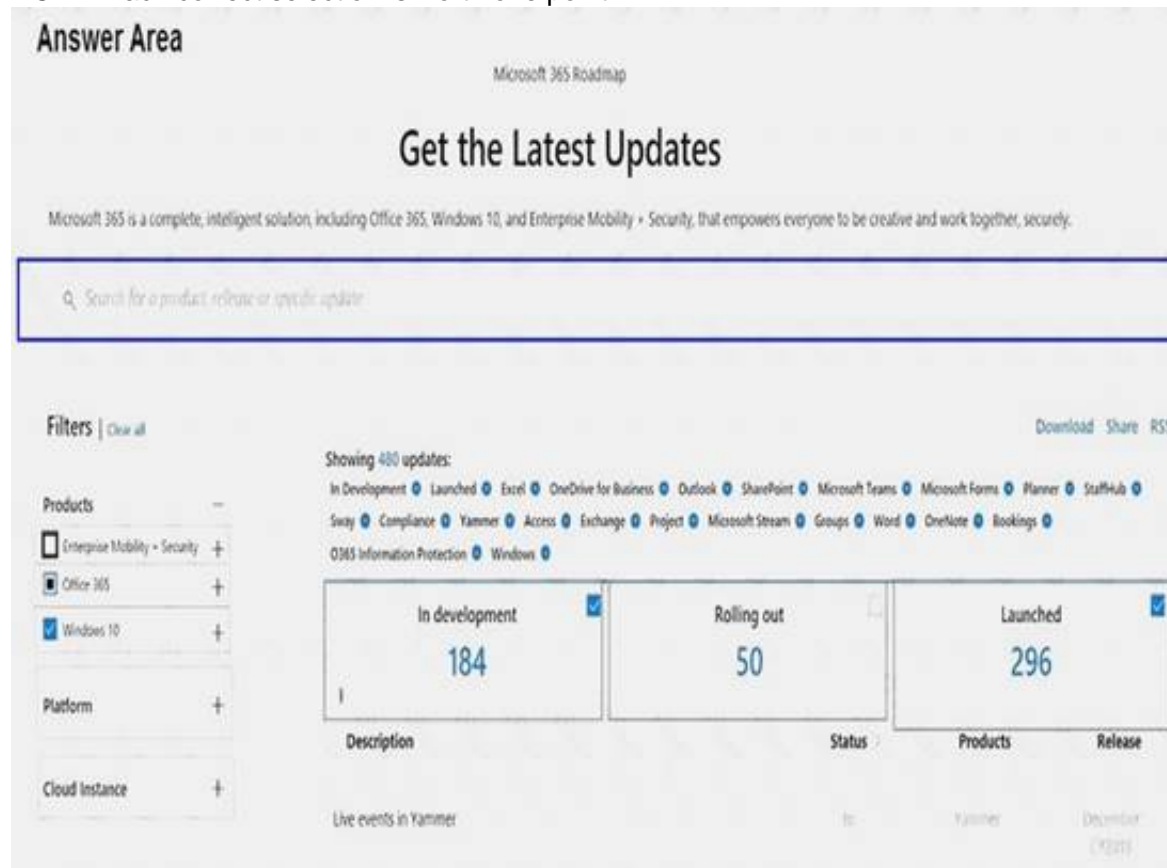 Answer Area
Microsoft 365 Roadmap
Get the Latest Updates
Microsoft 365 is a complete, intelligent solution, including Office 365, Windows 10, and Enterprise Mobility + Security, that empowers everyone to be creative and work together, securely.
Search for a product, release or specific update
Filters | Clear all
Download Share RSS
Showing 480 updates:
In Development Launched Excel OneDrive for Business Outlook SharePoint Microsoft Teams Microsoft Forms Planner StaffHub
Sway Compliance Yammer Access Exchange Project Microsoft Stream Groups Word OneNote Bookings
O365 Information Protection Windows
Products
Enterprise Mobility + Security
Office 365
Windows 10
Platform
Cloud Instance
In development
184
Rolling out
50
Launched
296
Description Status Products Release
Live events in Yammer In Yammer December